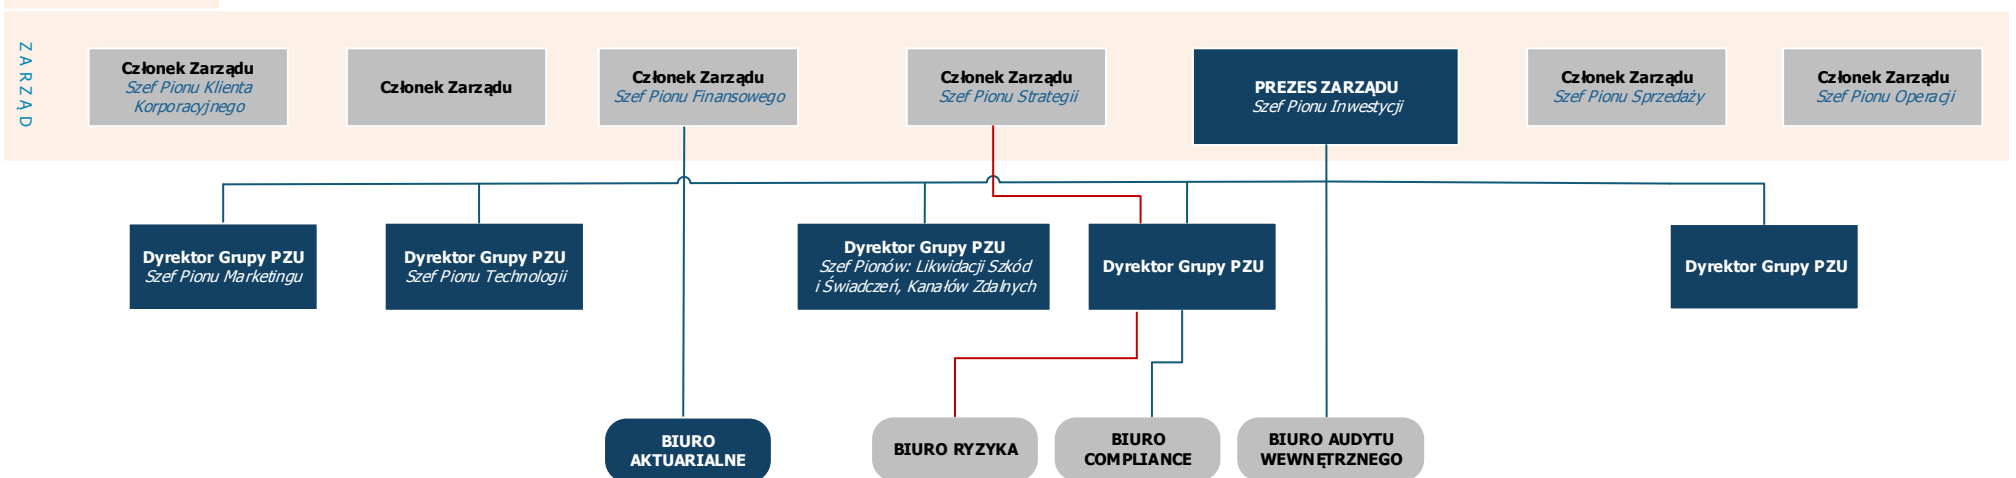 ZARZĄD
Członek Zarządu
Szef Pionu Klienta
Korporacyjnego
Członek Zarządu
Członek Zarządu
Szef Pionu Finansowego
Członek Zarządu
Szef Pionu Strategii
PREZES ZARZĄDU
Szef Pionu Inwestycji
Członek Zarządu
Szef Pionu Sprzedaży
Członek Zarządu
Szef Pionu Operacji
Dyrektor Grupy PZU
Szef Pionu Marketingu
Dyrektor Grupy PZU
Szef Pionu Technologii
Dyrektor Grupy PZU
Szef Pionów: Likwidacji Szkód
i Świadczeń, Kanałów Zdalnych
Dyrektor Grupy PZU
Dyrektor Grupy PZU
BIURO
AKTUARIALNE
BIURO RYZYKA
BIURO
COMPLIANCE
BIURO AUDYTU
WEWNĘTRZNEGO